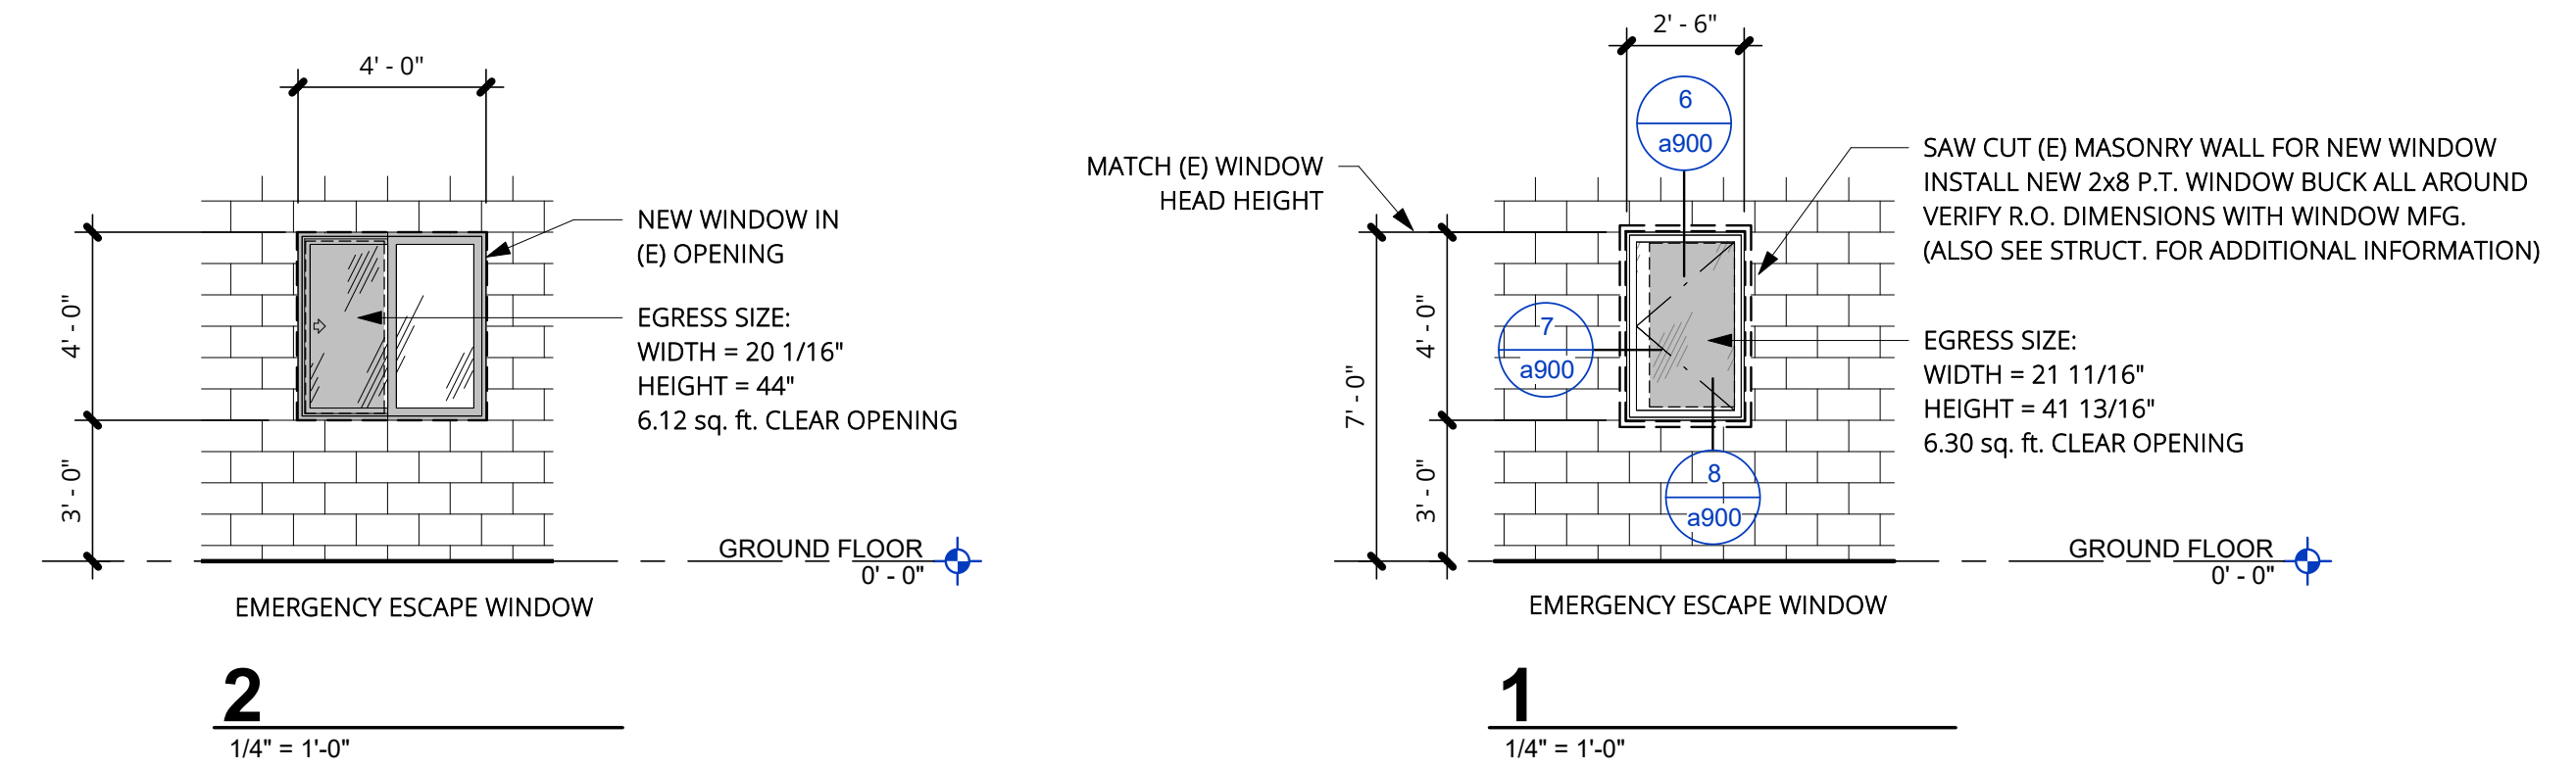 4' - 0"
4' - 0"
3' - 0"
NEW WINDOW IN
(E) OPENING
EGRESS SIZE:
WIDTH = 20 1/16"
HEIGHT = 44"
6.12 sq. ft. CLEAR OPENING
GROUND FLOOR
0' - 0"
EMERGENCY ESCAPE WINDOW
2
1/4" = 1'-0"
2' - 6"
6
a900
MATCH (E) WINDOW
HEAD HEIGHT
SAW CUT (E) MASONRY WALL FOR NEW WINDOW
INSTALL NEW 2x8 P.T. WINDOW BUCK ALL AROUND
VERIFY R.O. DIMENSIONS WITH WINDOW MFG.
(ALSO SEE STRUCT. FOR ADDITIONAL INFORMATION)
7' - 0"
4' - 0"
3' - 0"
7
a900
EGRESS SIZE:
WIDTH = 21 11/16"
HEIGHT = 41 13/16"
6.30 sq. ft. CLEAR OPENING
8
a900
GROUND FLOOR
0' - 0"
EMERGENCY ESCAPE WINDOW
1
1/4" = 1'-0"